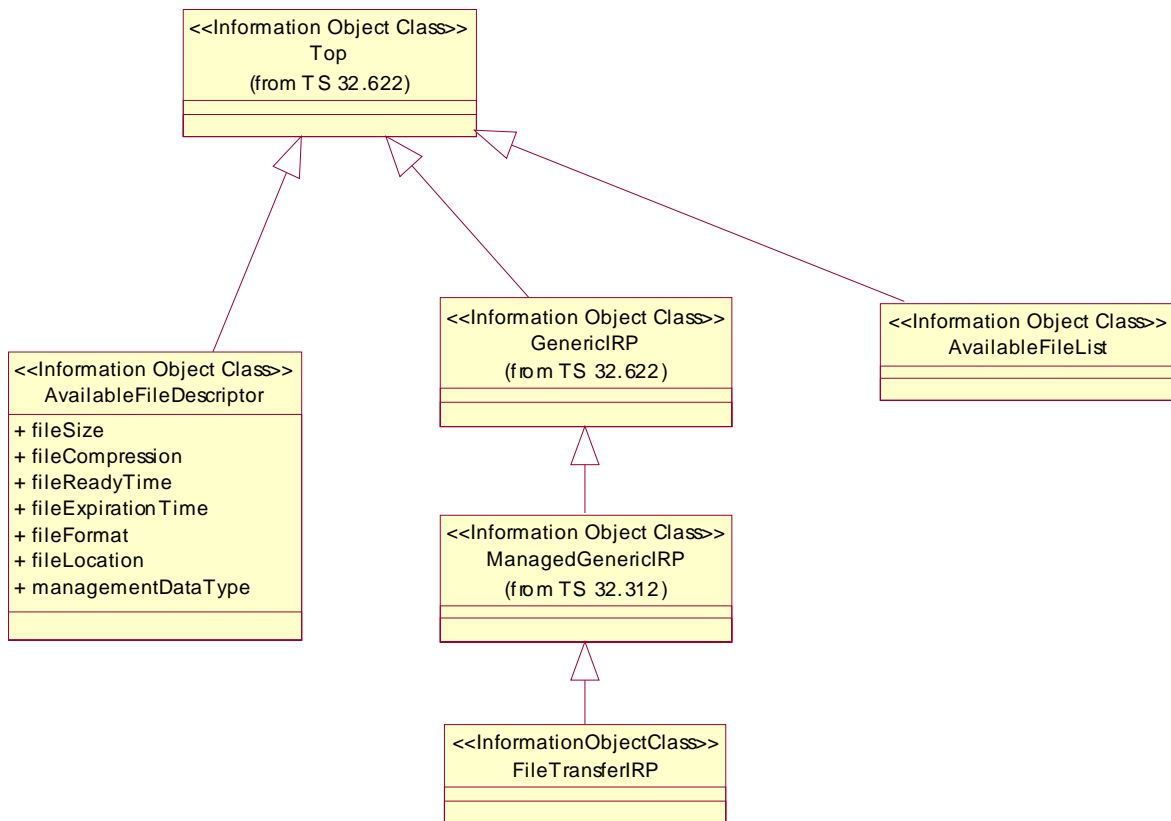 <<Information Object Class>>
Top
(from TS 32.622)
<<Information Object Class>>
GenericIRP
(from TS 32.622)
<<Information Object Class>>
AvailableFileList
<<Information Object Class>>
AvailableFileDescriptor
+ fileSize
+ fileCompression
+ fileReadyTime
+ fileExpirationTime
+ fileFormat
+ fileLocation
+ managementDataType
<<Information Object Class>>
ManagedGenericIRP
(from TS 32.312)
<<InformationObjectClass>>
FileTransferIRP